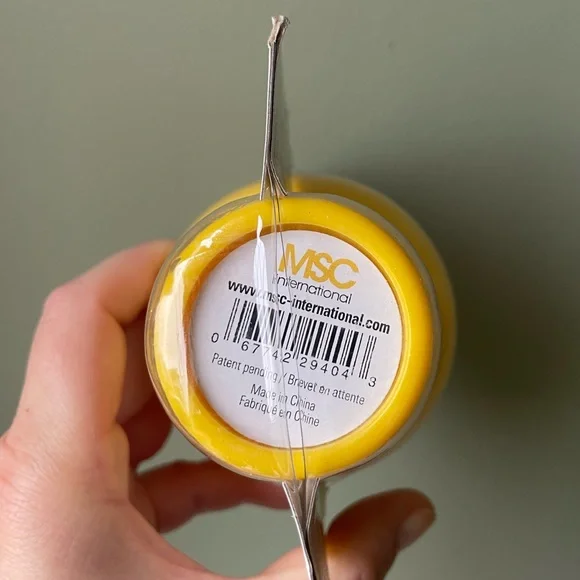 MSC
international
www.msc-international.com
0 67742 29404 3
Patent pending / Brevet en attente
Made in China
Fabriqué en Chine